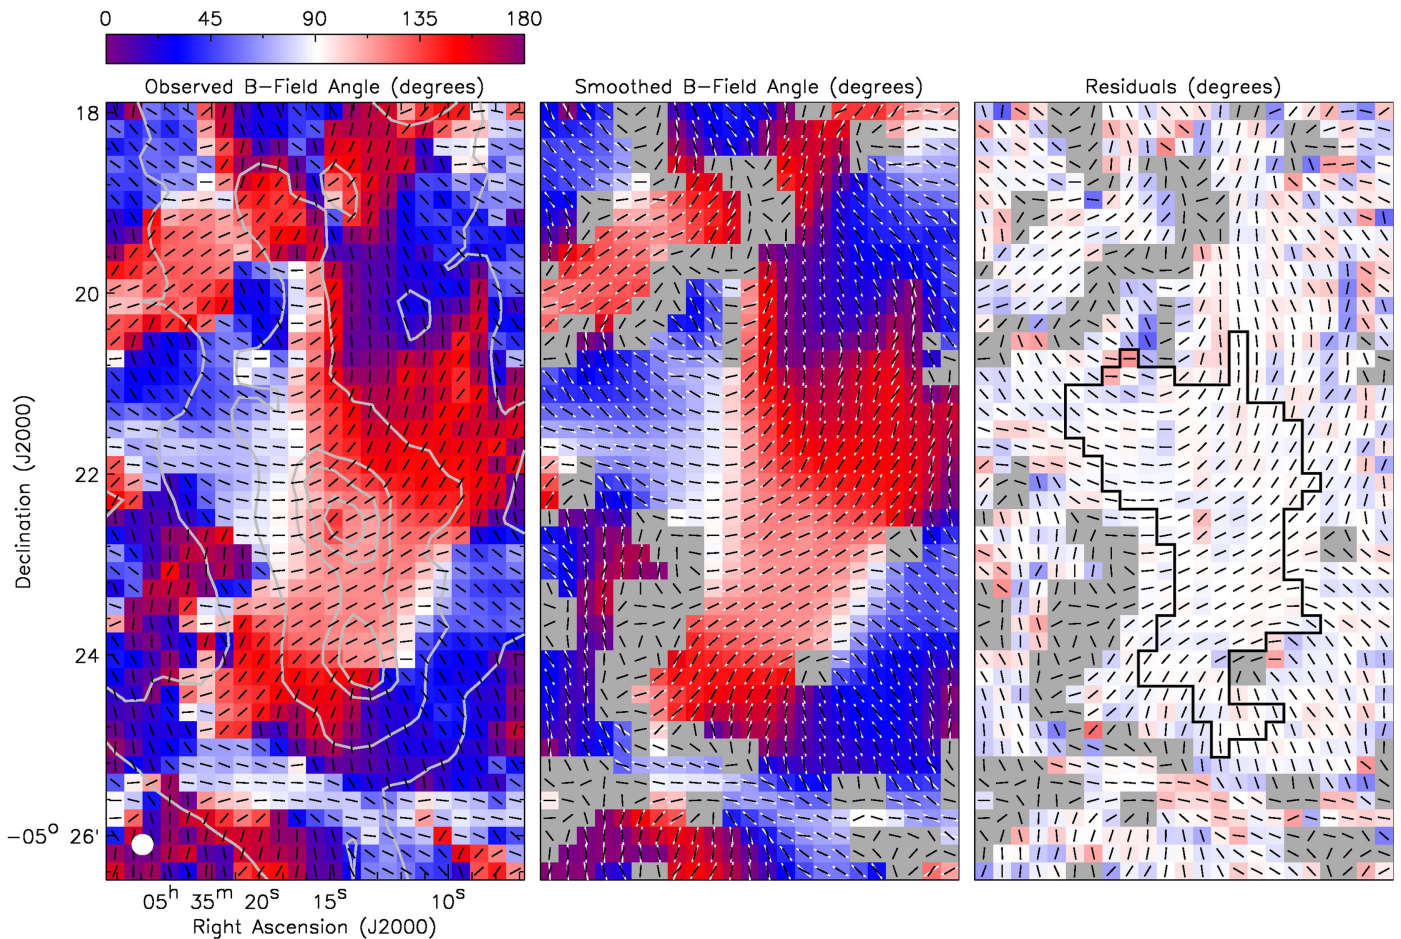 0 45 90 135 180
Observed B-Field Angle (degrees)
Smoothed B-Field Angle (degrees)
Residuals (degrees)
18
20
22
24
-05° 26'
Declination (J2000)
05ʰ 35ᵐ 20ˢ 15ˢ 10ˢ
Right Ascension (J2000)